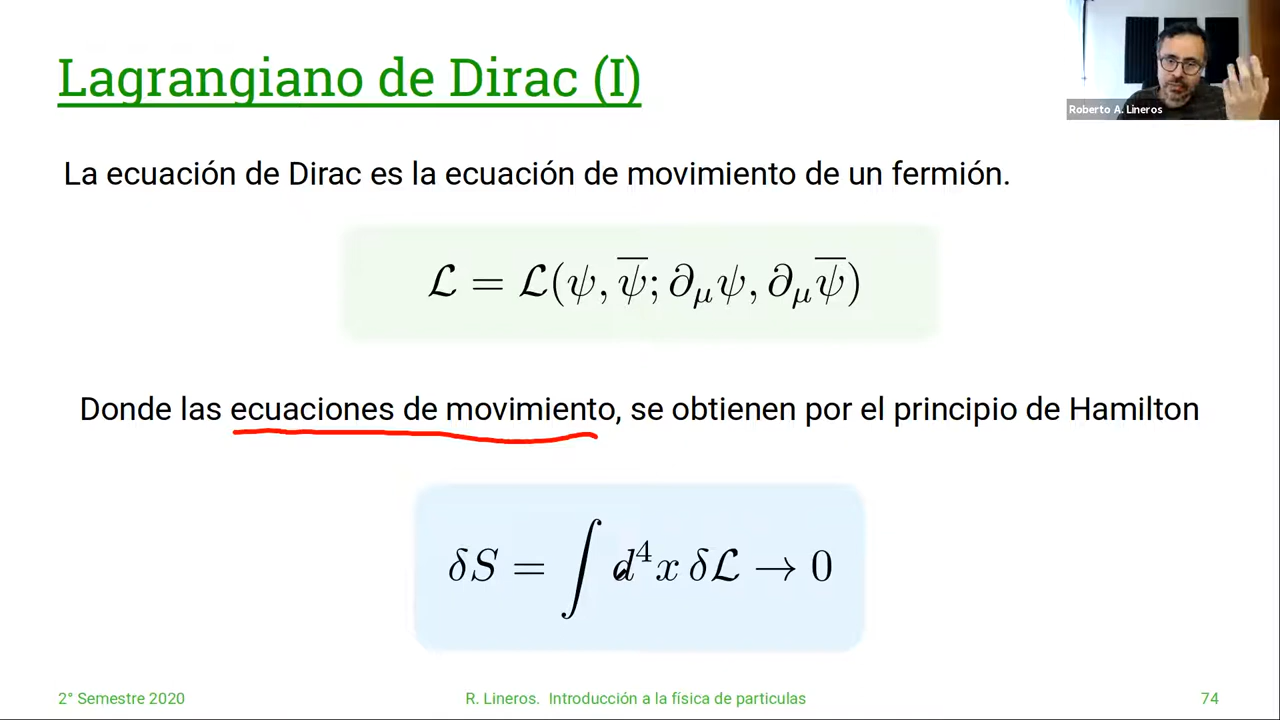 Lagrangiano de Dirac (I)
Roberto A. Lineros
La ecuación de Dirac es la ecuación de movimiento de un fermión.
ℒ = ℒ(ψ, ψ̅; ∂_μψ, ∂_μψ̅)
Donde las ecuaciones de movimiento, se obtienen por el principio de Hamilton
δS = ∫ d⁴x δℒ → 0
2° Semestre 2020
R. Lineros. Introducción a la física de particulas
74